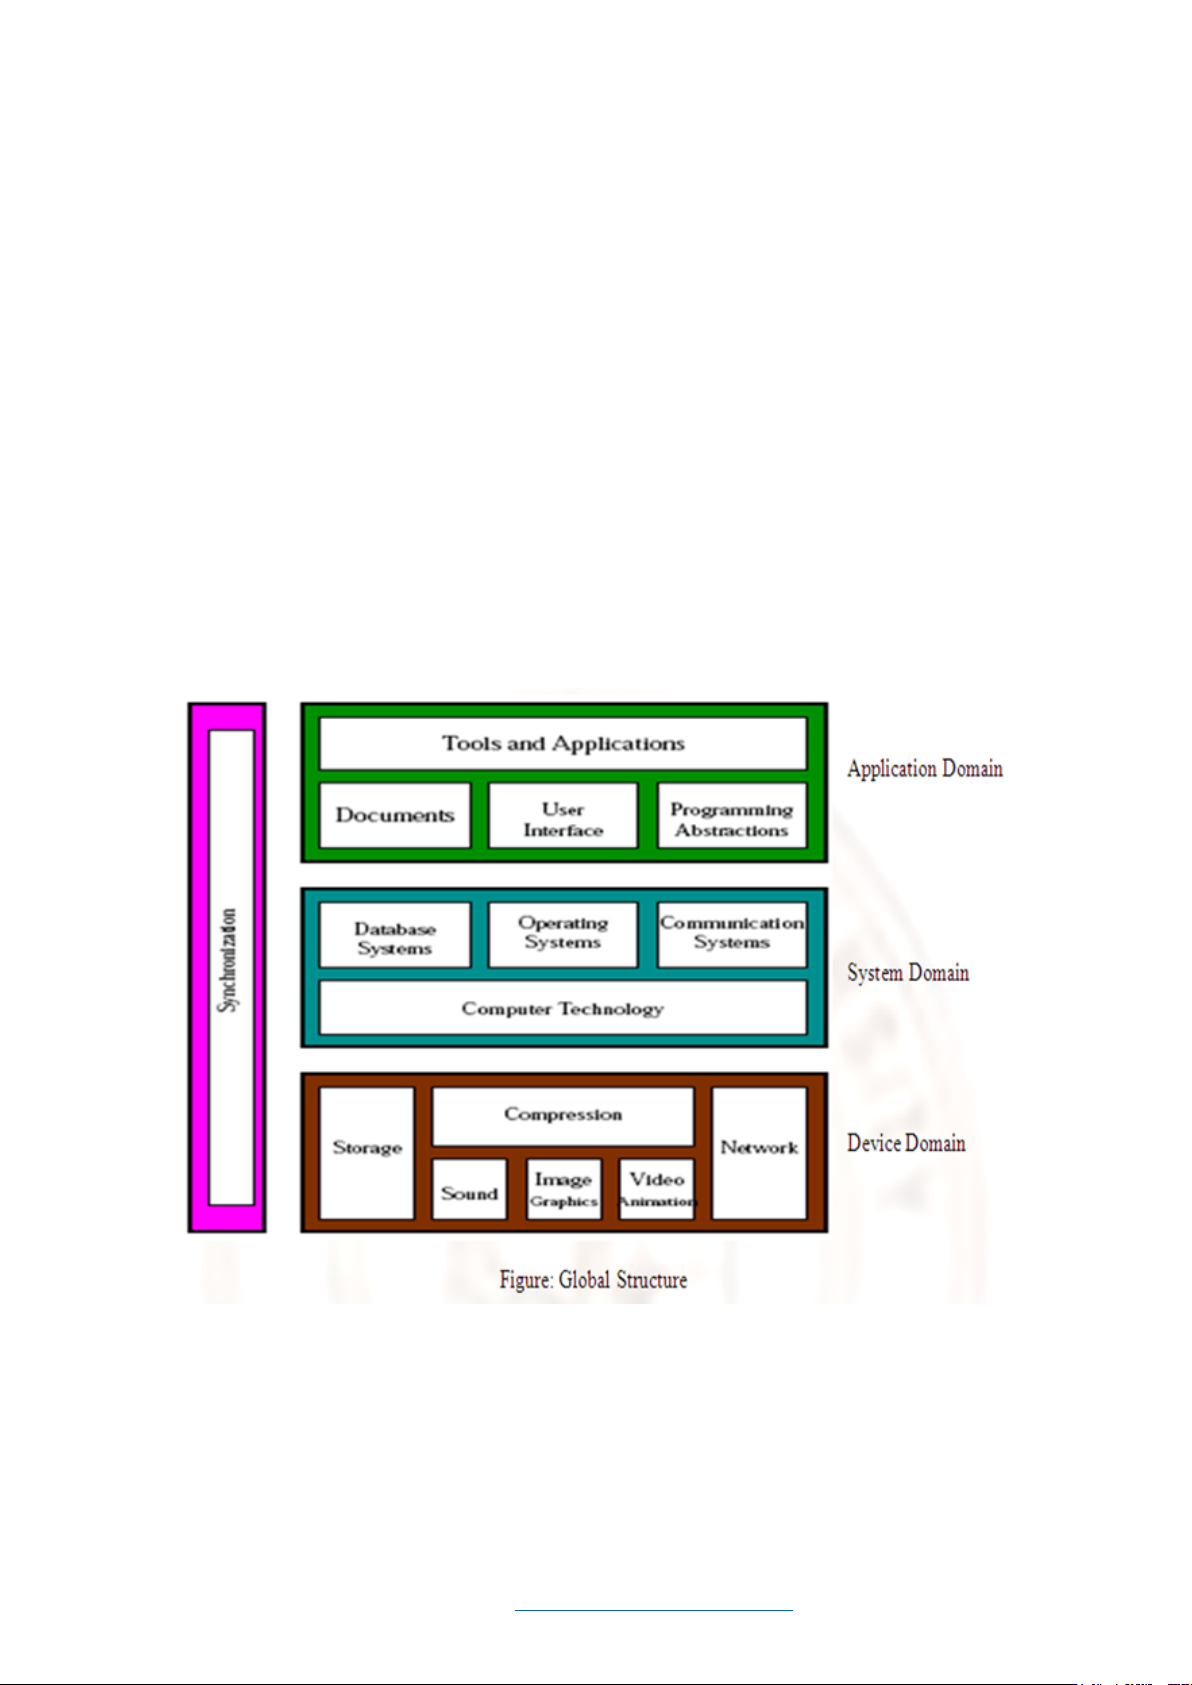 Tools and Applications
Application Domain
Documents
User
Interface
Programming
Abstractions
Synchronization
Database
Systems
Operating
Systems
Communication
Systems
System Domain
Computer Technology
Storage
Compression
Network
Device Domain
Sound
Image
Graphics
Video
Animation
Figure: Global Structure